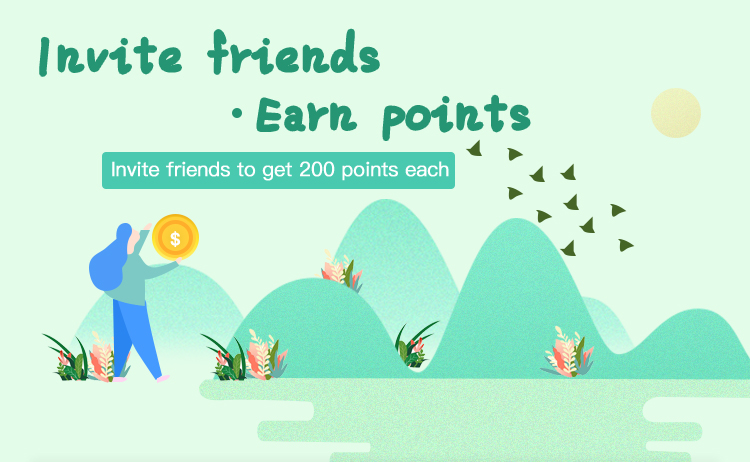 Invite friends
·Earn points
Invite friends to get 200 points each
$